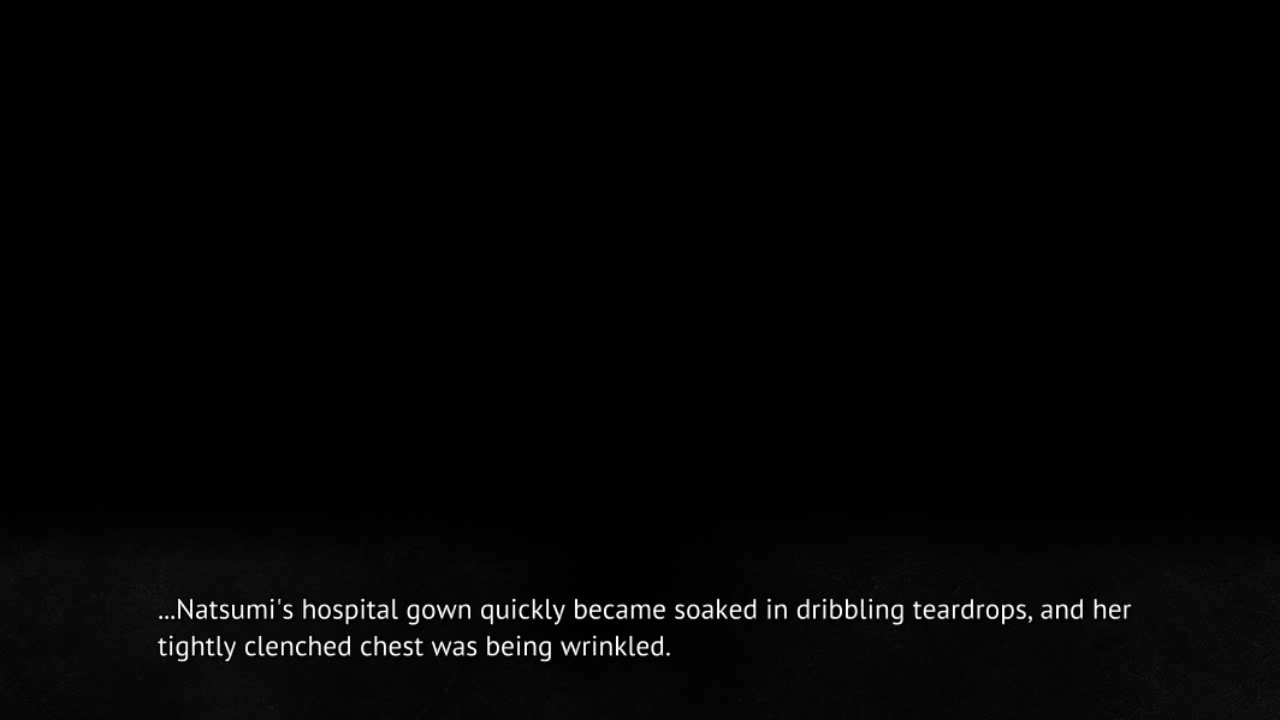 ...Natsumi's hospital gown quickly became soaked in dribbling teardrops, and her
tightly clenched chest was being wrinkled.